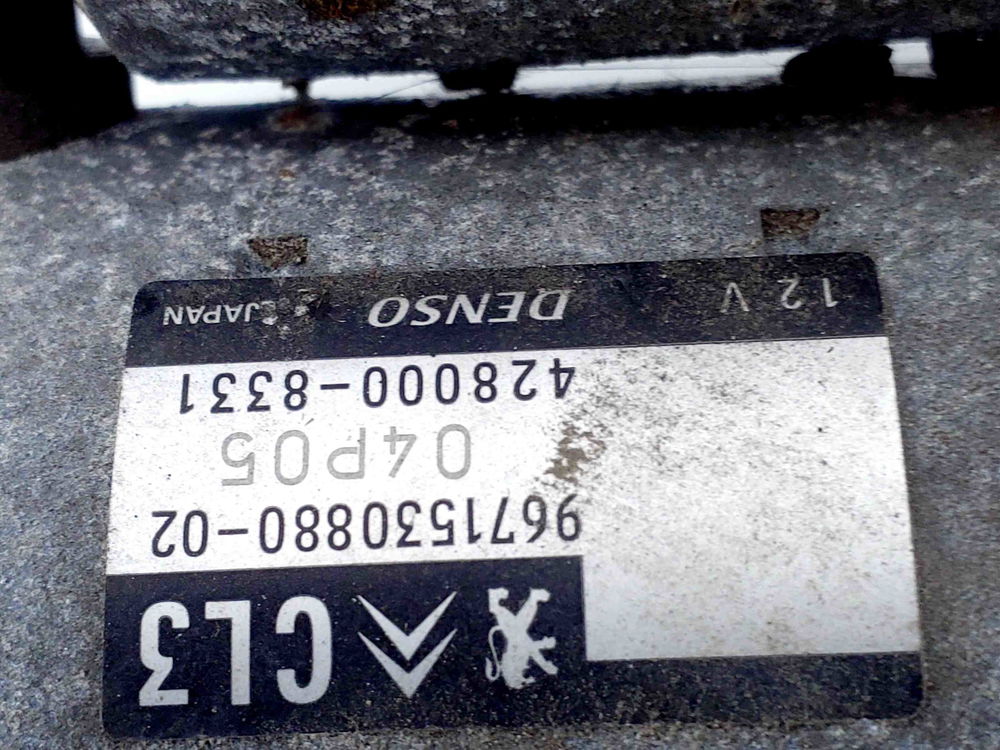 CL3
9671530880-02
04P05
428000-8331
12 V DENSO JAPAN